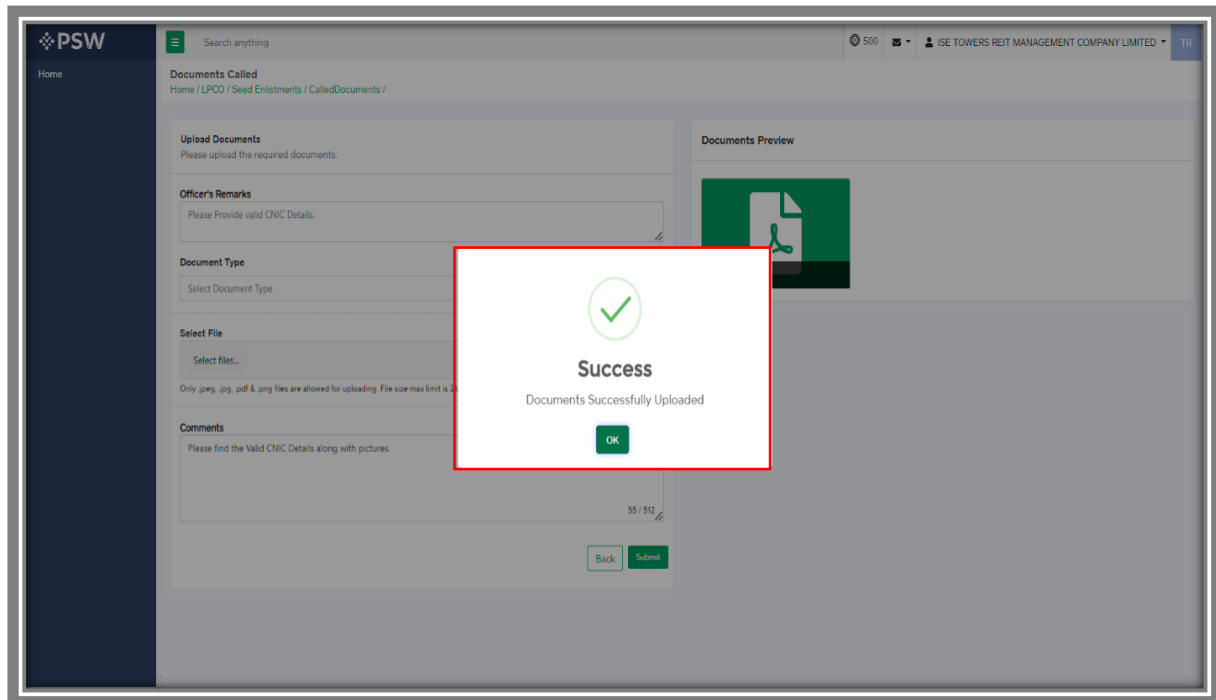 PSW
Search anything
500
ISE TOWERS REIT MANAGEMENT COMPANY LIMITED
TR
Home
Documents Called
Home / LPCO / Seed Enlistments / CalledDocuments /
Upload Documents
Please upload the required documents.
Documents Preview
Officer's Remarks
Please Provide valid CNIC Details.
Document Type
Select Document Type
Select File
Select files...
Only .jpeg, .jpg, .pdf & .png files are allowed for uploading. File size max limit is
Success
Documents Successfully Uploaded
OK
Comments
Please find the Valid CNIC Details along with pictures.
55 / 512
Back
Submit